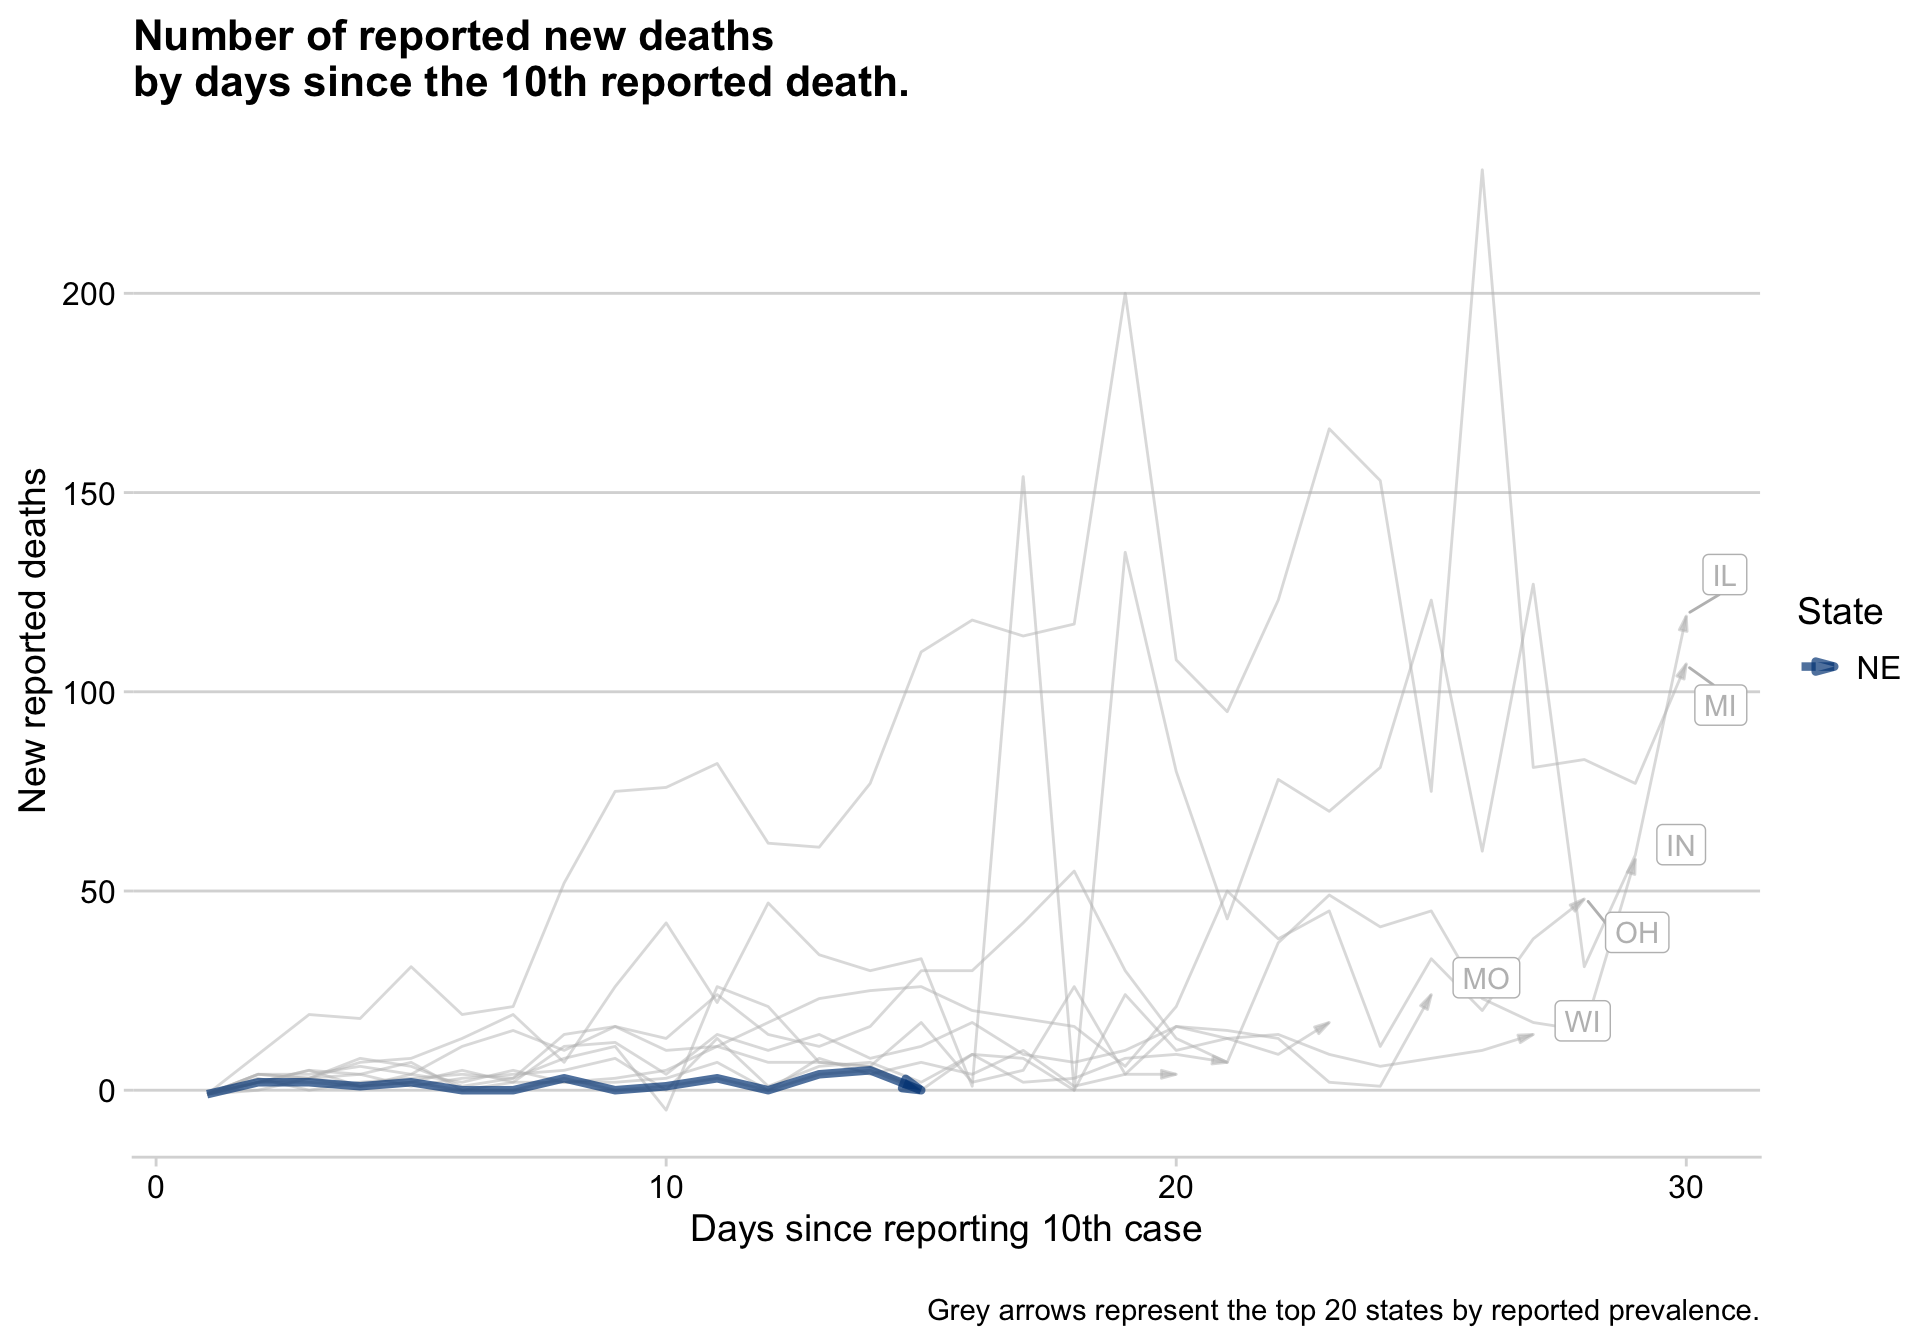 Number of reported new deaths
by days since the 10th reported death.
New reported deaths
200
150
100
50
0
0
10
20
30
Days since reporting 10th case
IL
MI
IN
OH
MO
WI
State
NE
Grey arrows represent the top 20 states by reported prevalence.